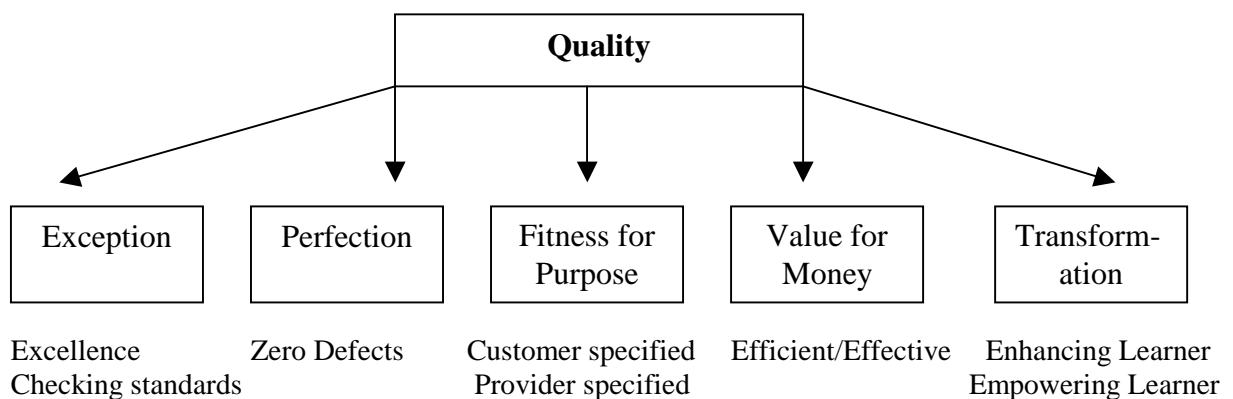 Quality
Exception
Perfection
Fitness for
Purpose
Value for
Money
Transform-
ation
Excellence
Checking standards
Zero Defects
Customer specified
Provider specified
Efficient/Effective
Enhancing Learner
Empowering Learner